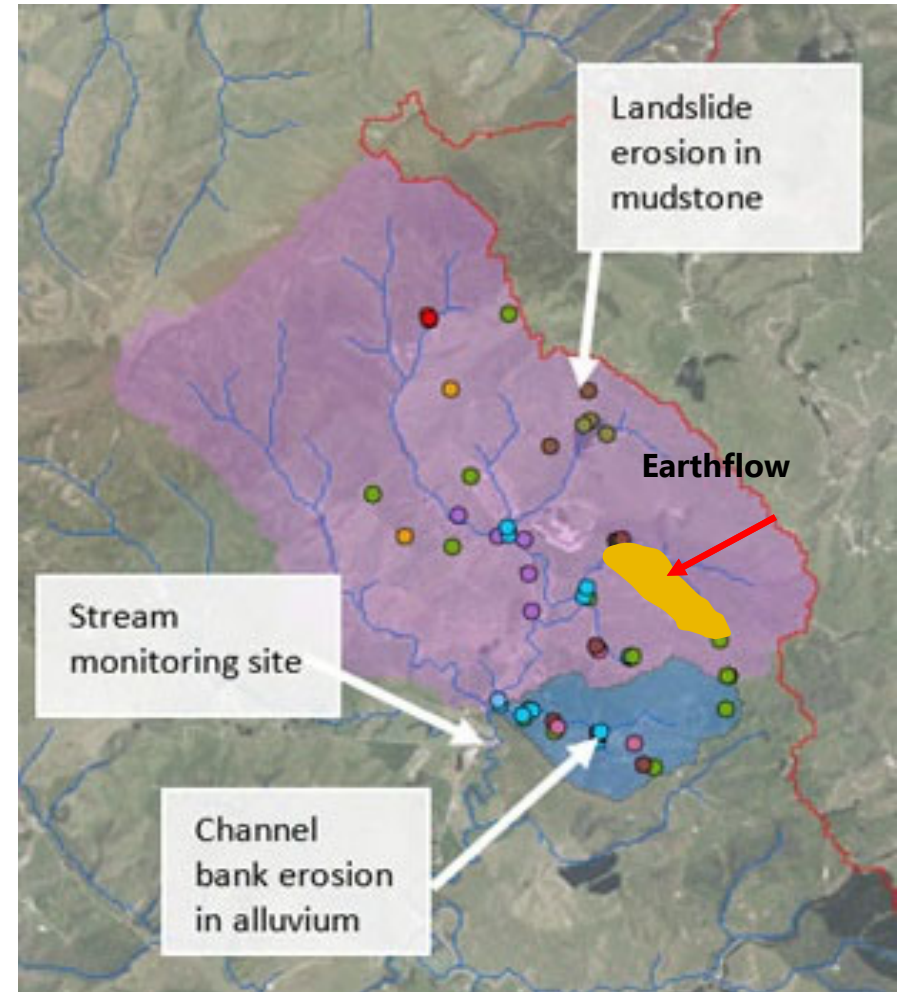 Landslide
erosion in
mudstone
Earthflow
Stream
monitoring site
Channel
bank erosion
in alluvium